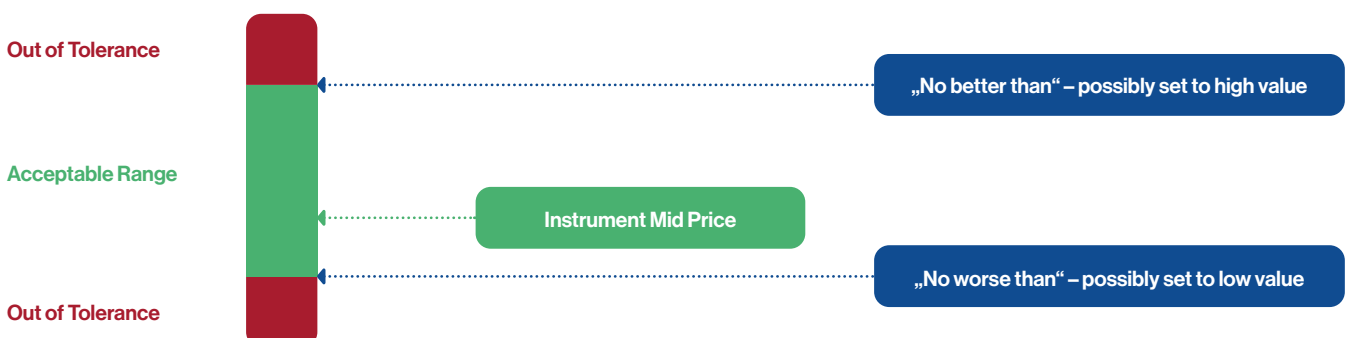 Out of Tolerance
„No better than“ – possibly set to high value
Acceptable Range
Instrument Mid Price
„No worse than“ – possibly set to low value
Out of Tolerance